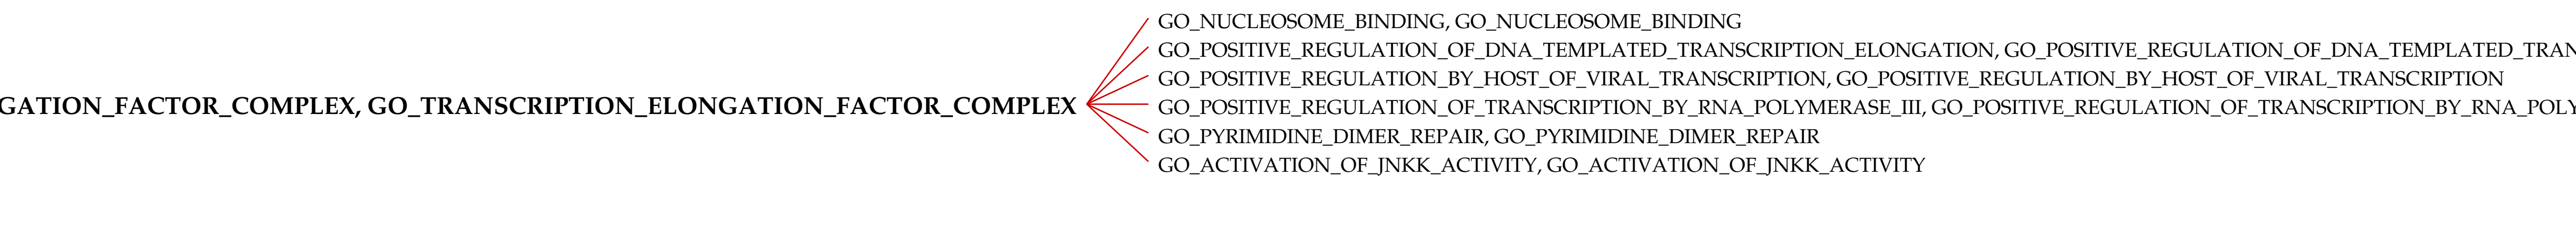 GO_NUCLEOSOME_BINDING, GO_NUCLEOSOME_BINDING
GO_POSITIVE_REGULATION_OF_DNA_TEMPLATED_TRANSCRIPTION_ELONGATION, GO_POSITIVE_REGULATION_OF_DNA_TEMPLATED_TRAN
GO_POSITIVE_REGULATION_BY_HOST_OF_VIRAL_TRANSCRIPTION, GO_POSITIVE_REGULATION_BY_HOST_OF_VIRAL_TRANSCRIPTION
GATION_FACTOR_COMPLEX, GO_TRANSCRIPTION_ELONGATION_FACTOR_COMPLEX
GO_POSITIVE_REGULATION_OF_TRANSCRIPTION_BY_RNA_POLYMERASE_III, GO_POSITIVE_REGULATION_OF_TRANSCRIPTION_BY_RNA_POLY
GO_PYRIMIDINE_DIMER_REPAIR, GO_PYRIMIDINE_DIMER_REPAIR
GO_ACTIVATION_OF_JNKK_ACTIVITY, GO_ACTIVATION_OF_JNKK_ACTIVITY